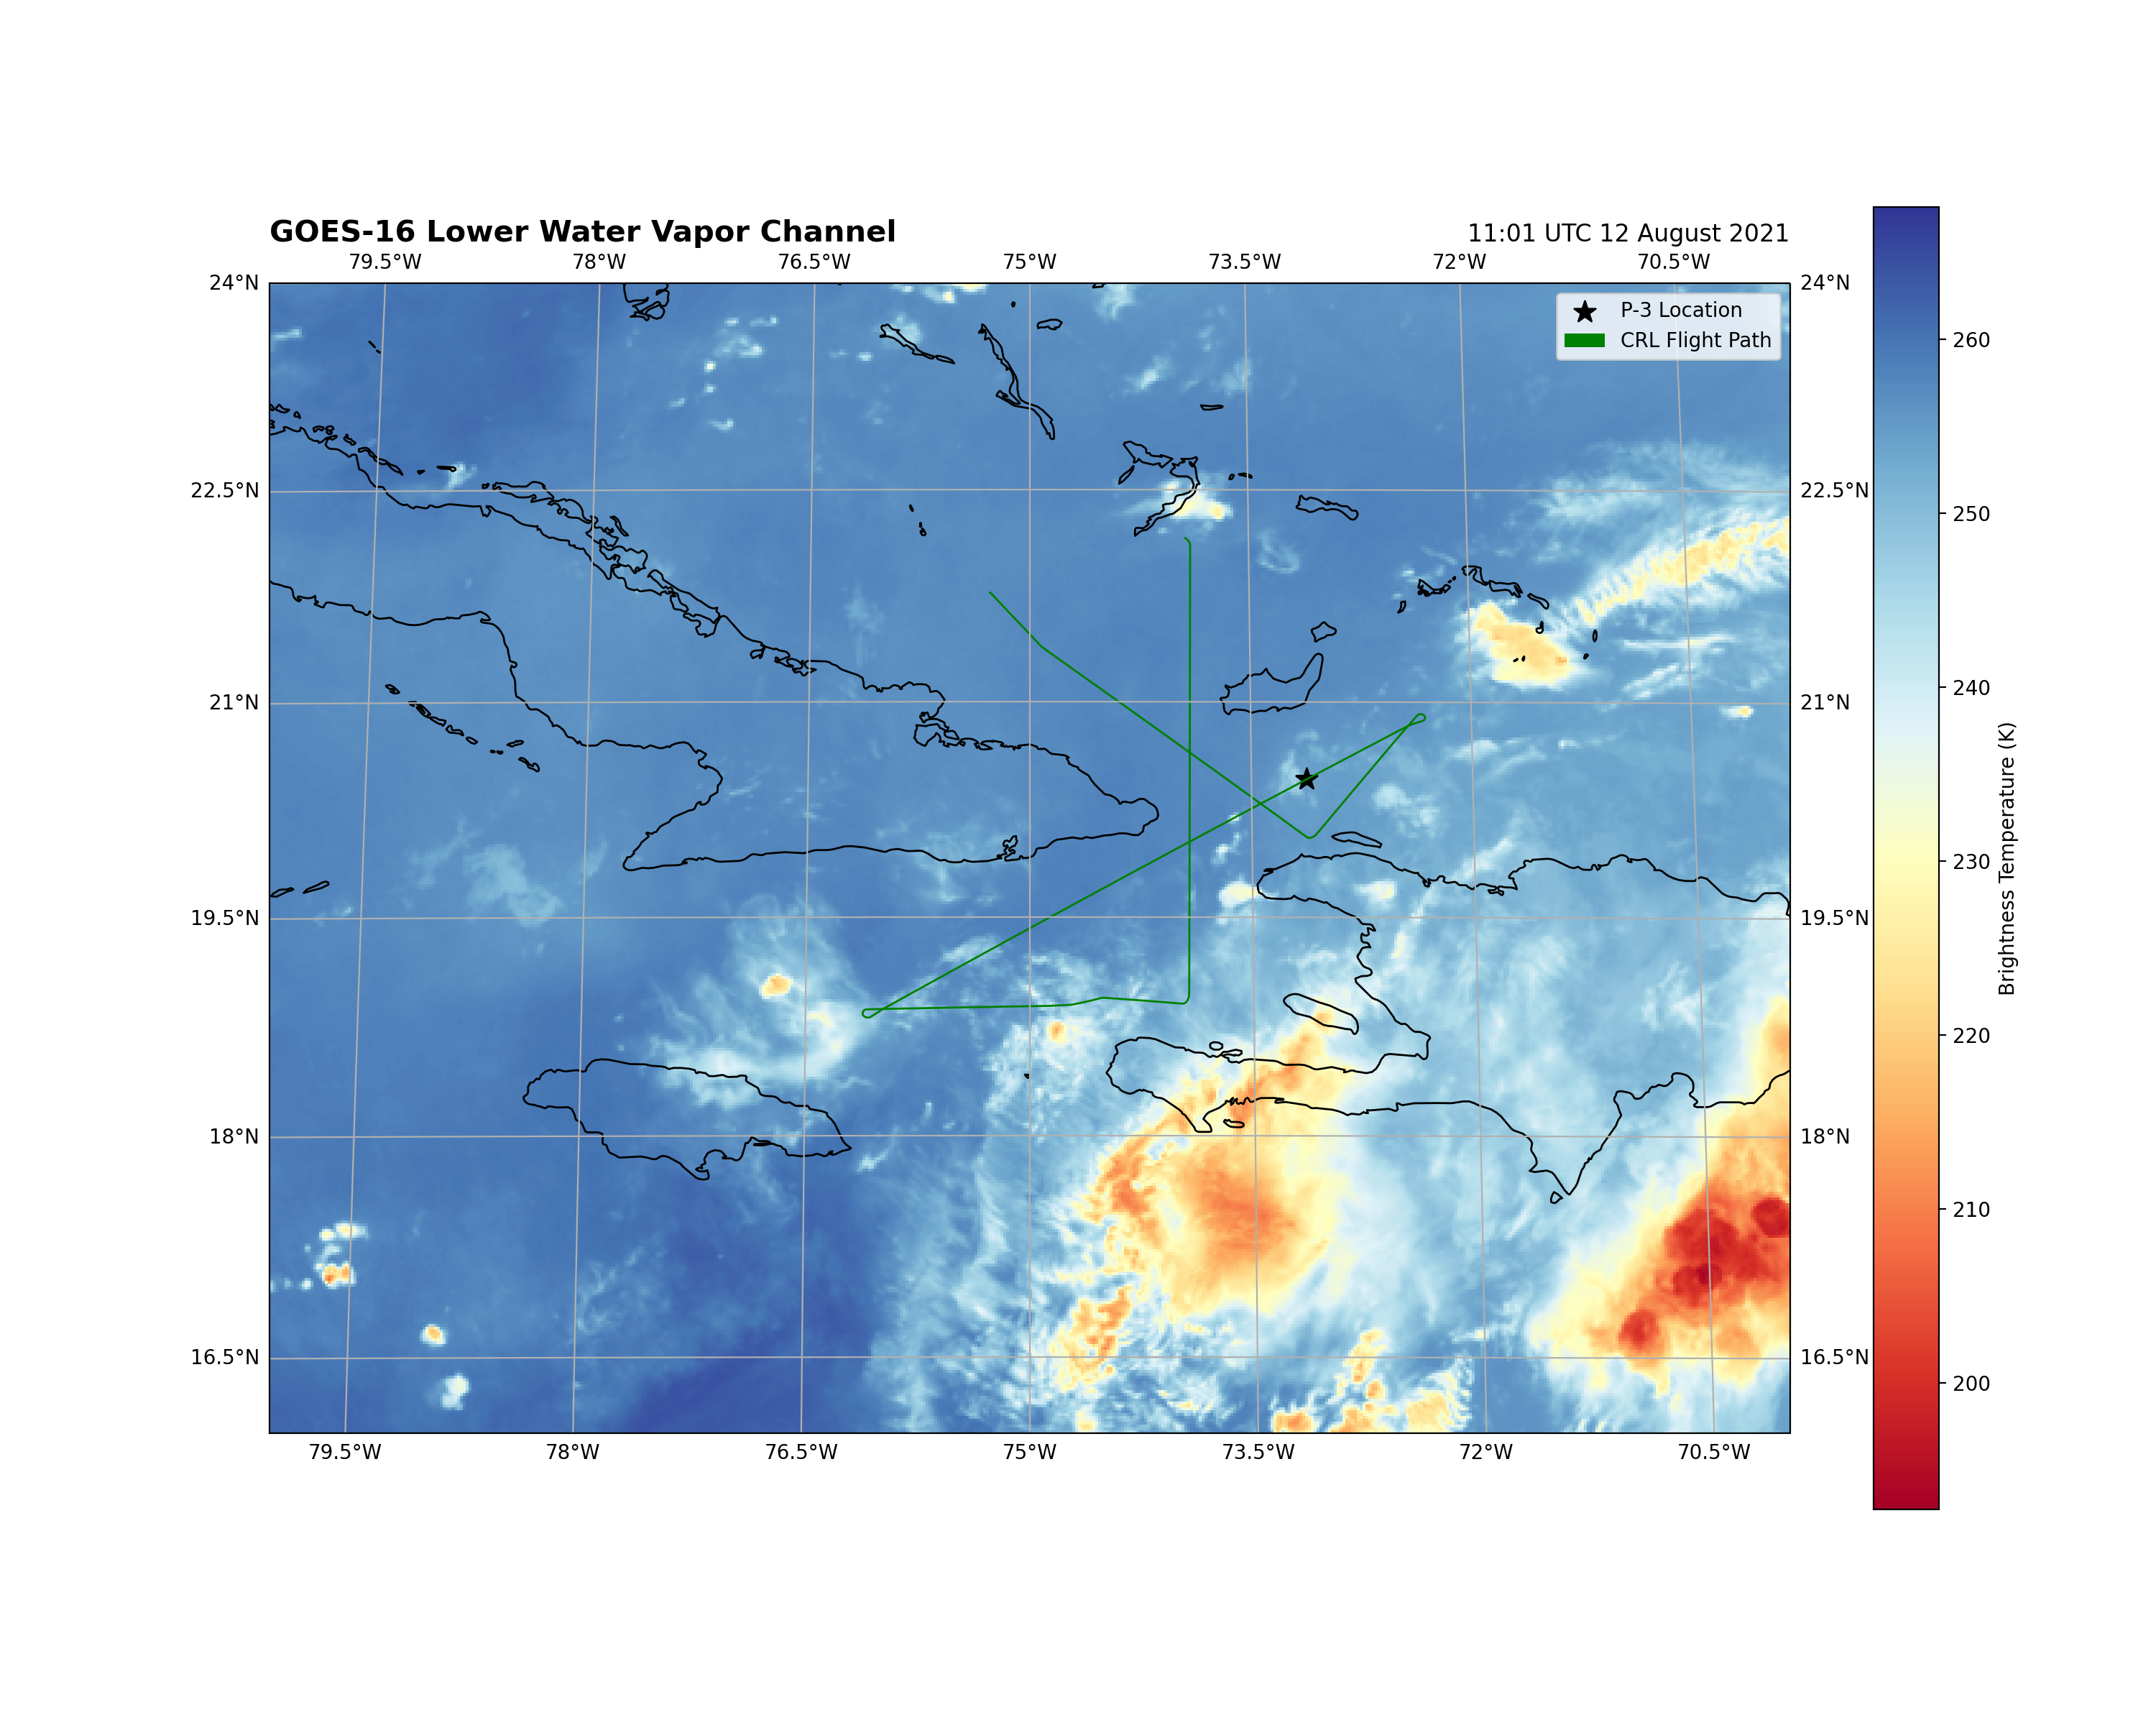 GOES-16 Lower Water Vapor Channel
11:01 UTC 12 August 2021
79.5°W 78°W 76.5°W 75°W 73.5°W 72°W 70.5°W
24°N 24°N
P-3 Location
CRL Flight Path
260
22.5°N 22.5°N
250
21°N 21°N
240
230
19.5°N 19.5°N
Brightness Temperature (K)
220
18°N 18°N
210
16.5°N 16.5°N
200
79.5°W 78°W 76.5°W 75°W 73.5°W 72°W 70.5°W